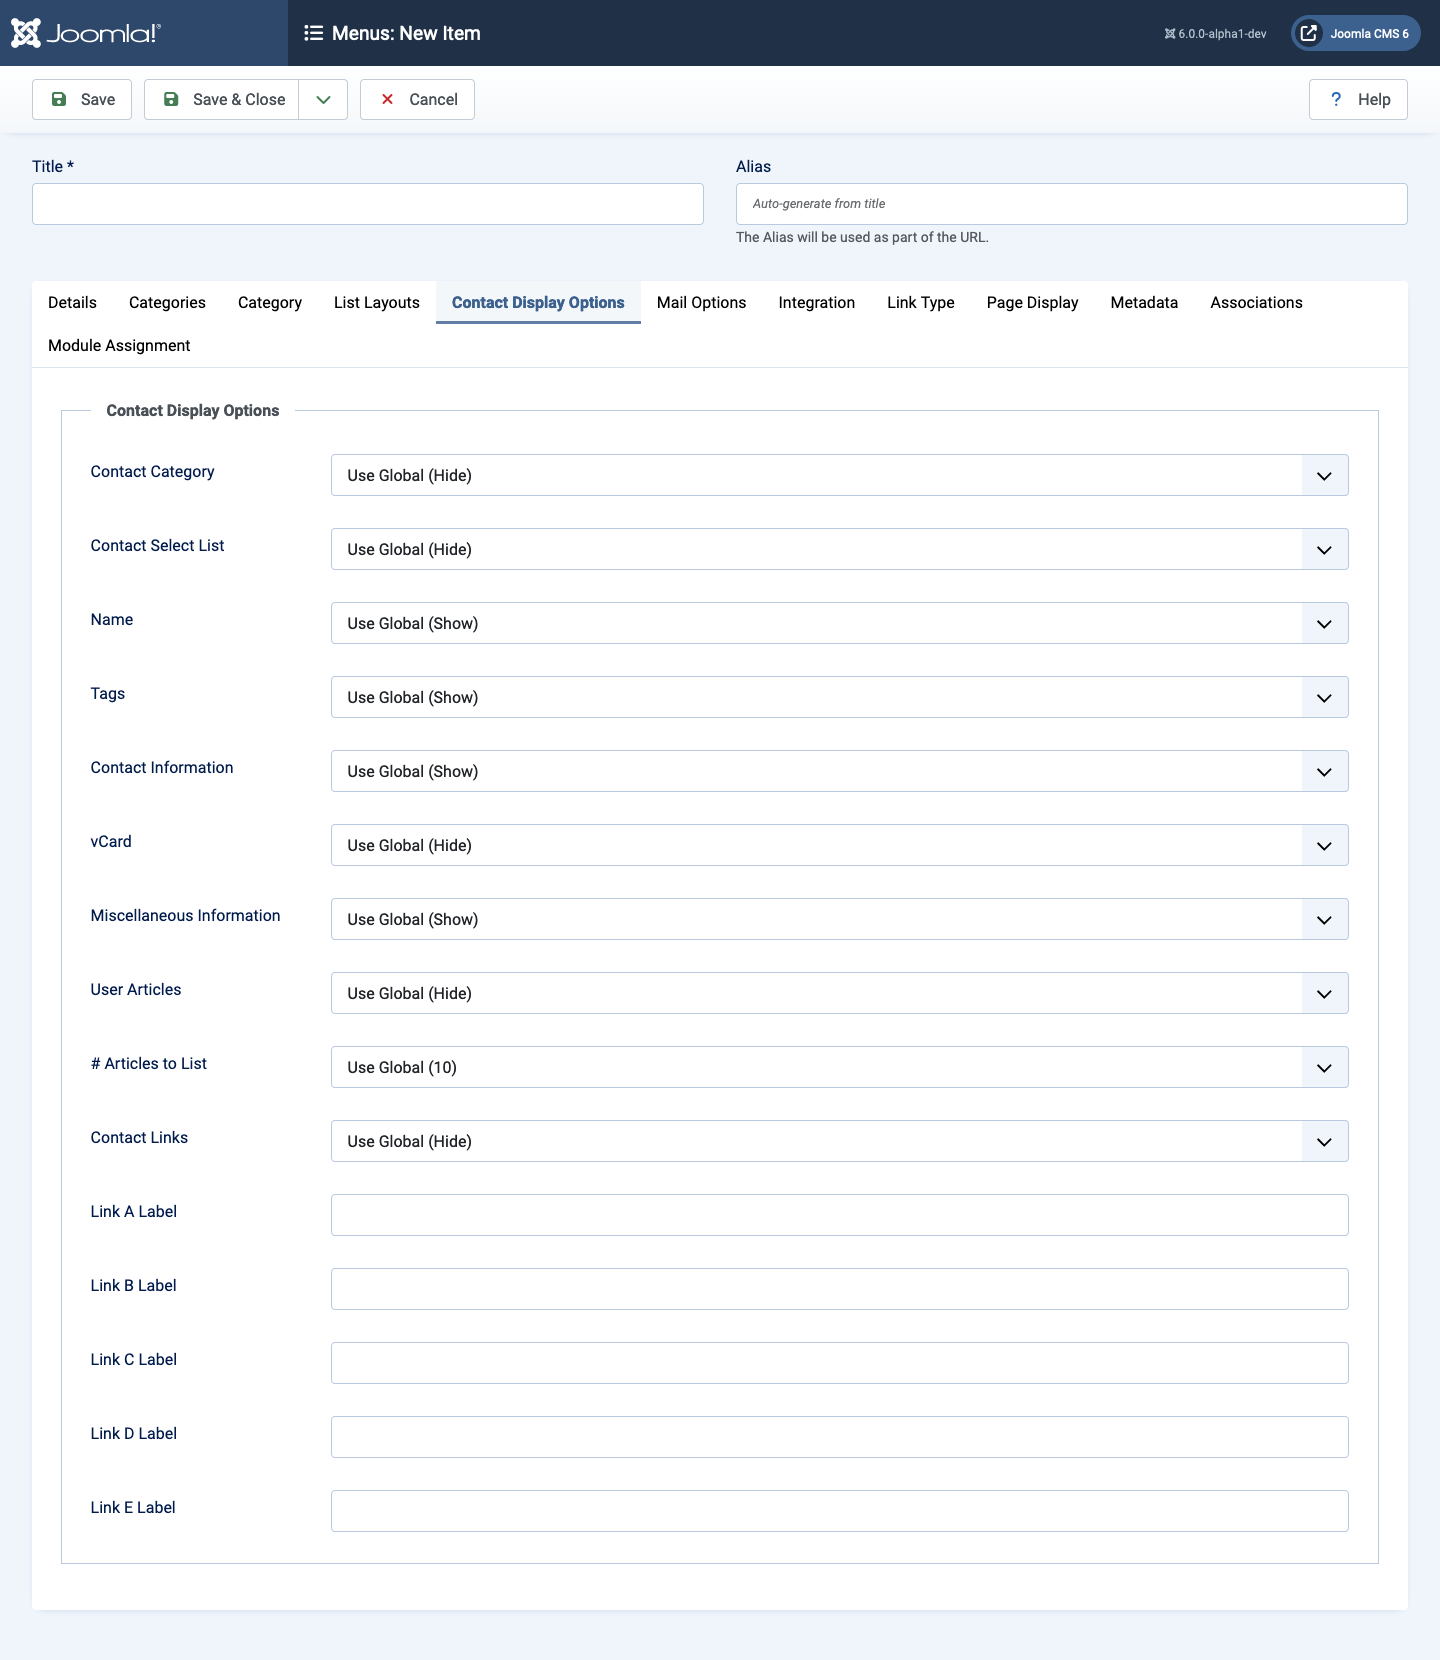 Joomla!®
Menus: New Item
6.0.0-alpha1-dev
Joomla CMS 6
Save
Save & Close
Cancel
? Help
Title *
Alias
Auto-generate from title
The Alias will be used as part of the URL.
Details Categories Category List Layouts Contact Display Options Mail Options Integration Link Type Page Display Metadata Associations
Module Assignment
Contact Display Options
Contact Category Use Global (Hide)
Contact Select List Use Global (Hide)
Name Use Global (Show)
Tags Use Global (Show)
Contact Information Use Global (Show)
vCard Use Global (Hide)
Miscellaneous Information Use Global (Show)
User Articles Use Global (Hide)
# Articles to List Use Global (10)
Contact Links Use Global (Hide)
Link A Label
Link B Label
Link C Label
Link D Label
Link E Label